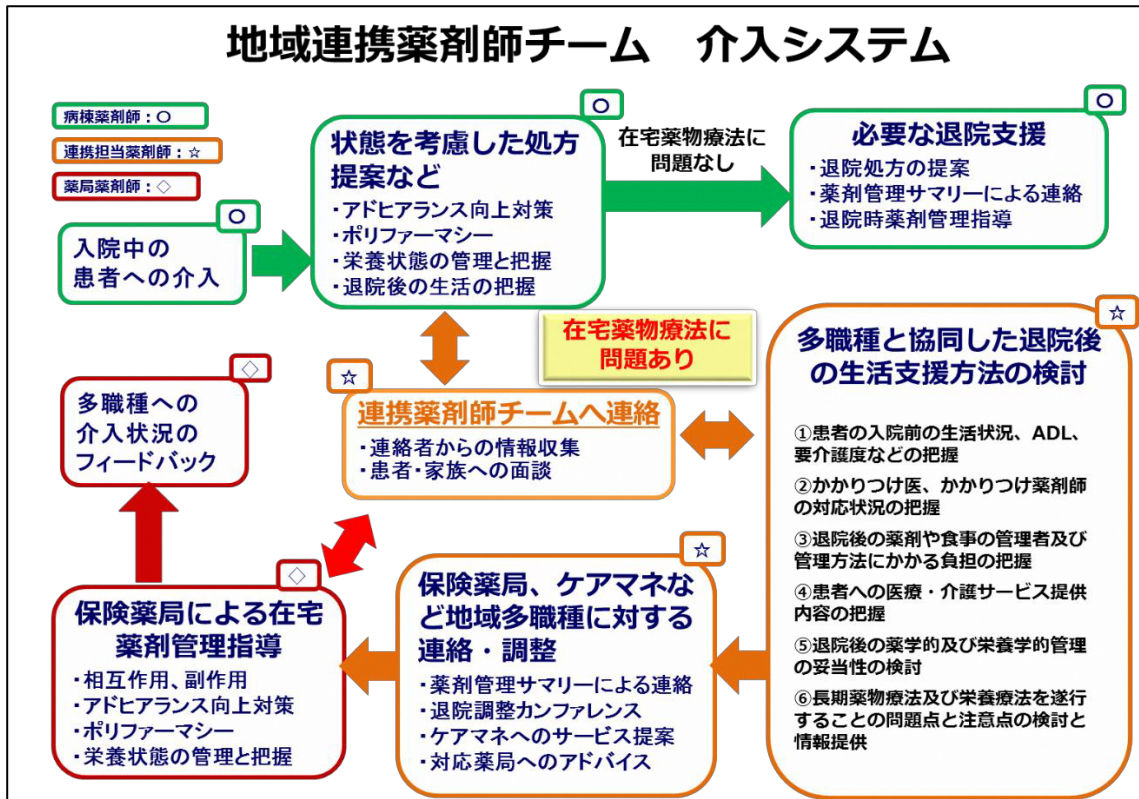 地域連携薬剤師チーム　介入システム
病棟薬剤師：〇
連携担当薬剤師：☆
薬局薬剤師：◇
〇
入院中の
患者への介入
〇
状態を考慮した処方
提案など
・アドヒアランス向上対策
・ポリファーマシー
・栄養状態の管理と把握
・退院後の生活の把握
在宅薬物療法に
問題なし
〇
必要な退院支援
・退院処方の提案
・薬剤管理サマリーによる連絡
・退院時薬剤管理指導
在宅薬物療法に
問題あり
☆
連携薬剤師チームへ連絡
・連絡者からの情報収集
・患者・家族への面談
☆
多職種と協同した退院後
の生活支援方法の検討
①患者の入院前の生活状況、ADL、
要介護度などの把握
②かかりつけ医、かかりつけ薬剤師
の対応状況の把握
③退院後の薬剤や食事の管理者及び
管理方法にかかる負担の把握
④患者への医療・介護サービス提供
内容の把握
⑤退院後の薬学的及び栄養学的管理
の妥当性の検討
⑥長期薬物療法及び栄養療法を遂行
することの問題点と注意点の検討と
情報提供
☆
保険薬局、ケアマネな
ど地域多職種に対する
連絡・調整
・薬剤管理サマリーによる連絡
・退院調整カンファレンス
・ケアマネへのサービス提案
・対応薬局へのアドバイス
◇
保険薬局による在宅
薬剤管理指導
・相互作用、副作用
・アドヒアランス向上対策
・ポリファーマシー
・栄養状態の管理と把握
◇
多職種への
介入状況の
フィードバック